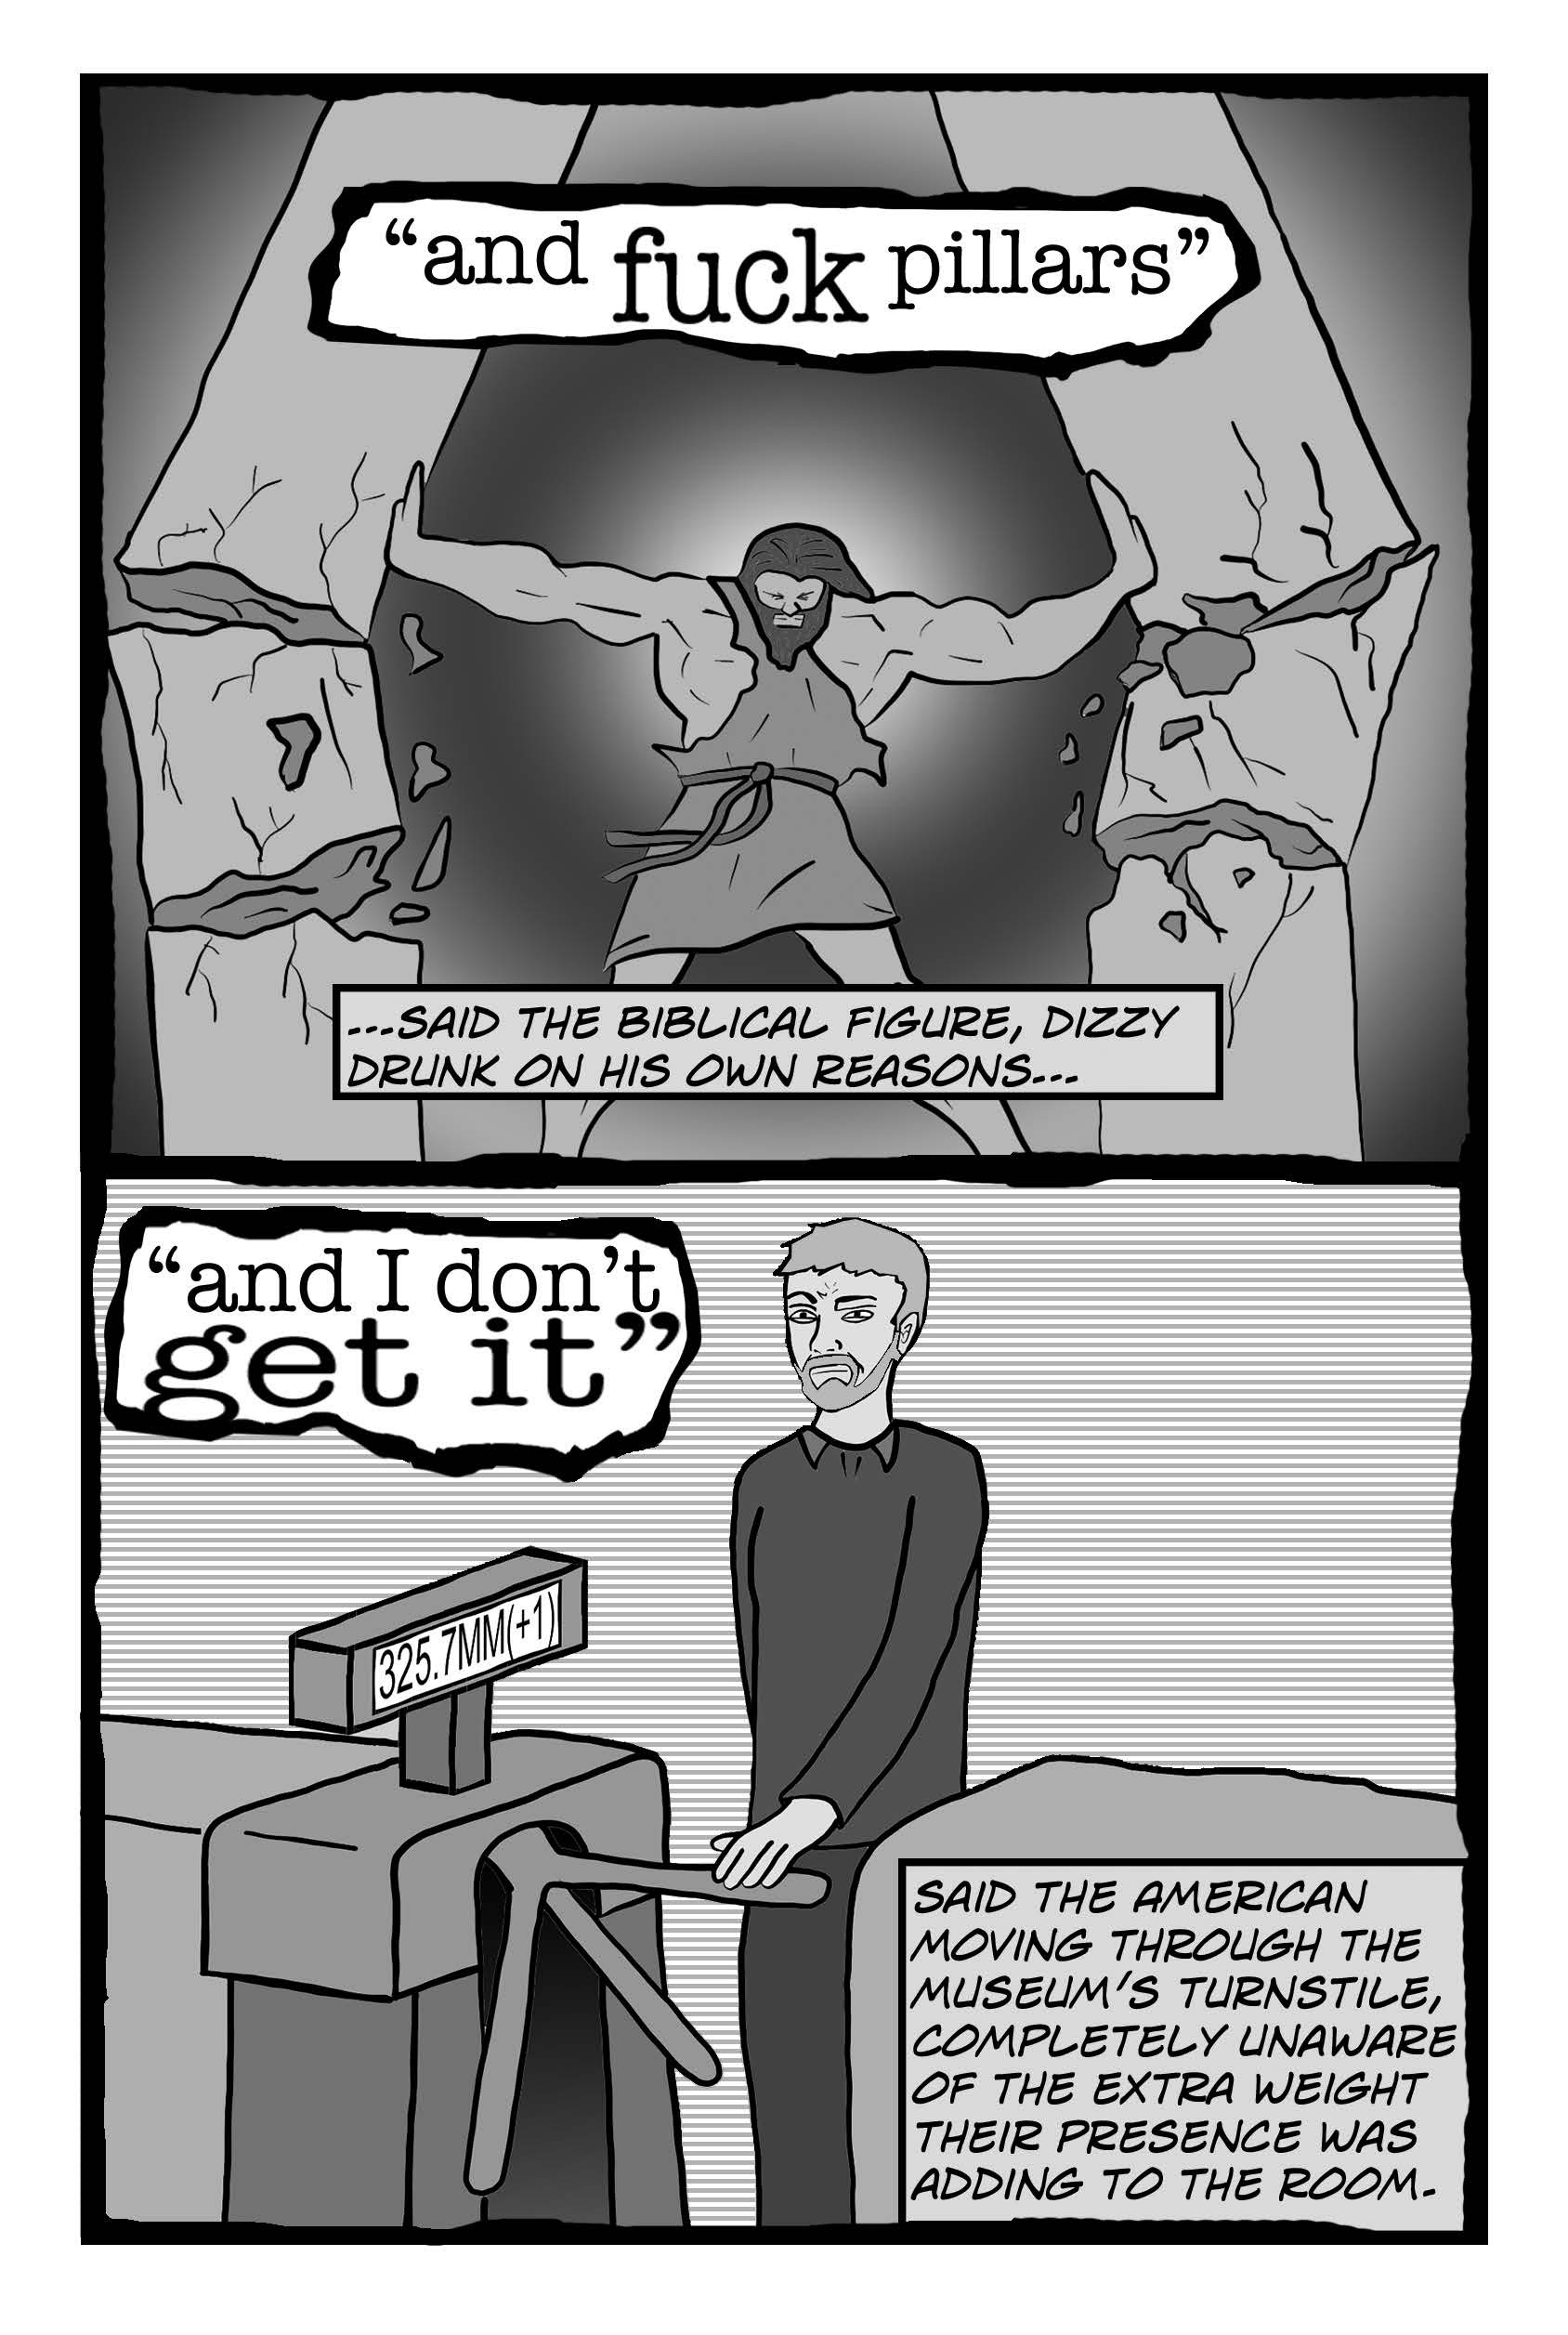 “and fuck pillars”
...SAID THE BIBLICAL FIGURE, DIZZY
DRUNK ON HIS OWN REASONS...
“and I don’t
get it”
325.7MM(+1)
SAID THE AMERICAN
MOVING THROUGH THE
MUSEUM’S TURNSTILE,
COMPLETELY UNAWARE
OF THE EXTRA WEIGHT
THEIR PRESENCE WAS
ADDING TO THE ROOM.